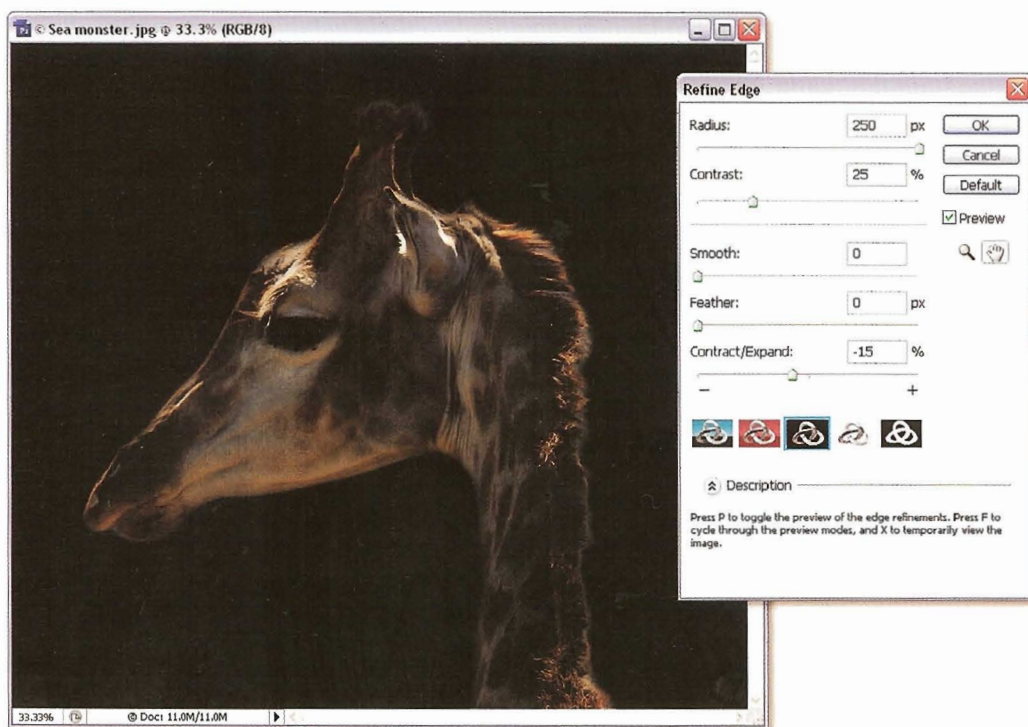 © Sea monster.jpg @ 33.3% (RGB/8)
Refine Edge
Radius: 250 px
OK
Cancel
Contrast: 25 %
Default
Preview
Smooth: 0
Feather: 0 px
Contract/Expand: -15 %
− +
Description
Press P to toggle the preview of the edge refinements. Press F to
cycle through the preview modes, and X to temporarily view the
image.
33.33% © Doc: 11.0M/11.0M